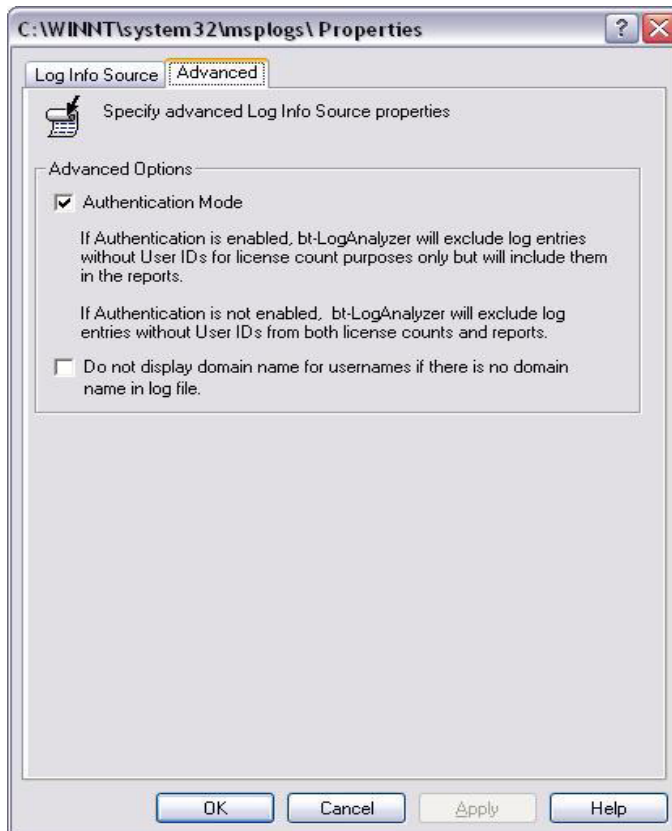 C:\WINNT\system32\msplogs\ Properties
?
Log Info Source
Advanced
Specify advanced Log Info Source properties
Advanced Options
Authentication Mode
If Authentication is enabled, bt-LogAnalyzer will exclude log entries
without User IDs for license count purposes only but will include them
in the reports.
If Authentication is not enabled,  bt-LogAnalyzer will exclude log
entries without User IDs from both license counts and reports.
Do not display domain name for usernames if there is no domain
name in log file.
OK
Cancel
Apply
Help